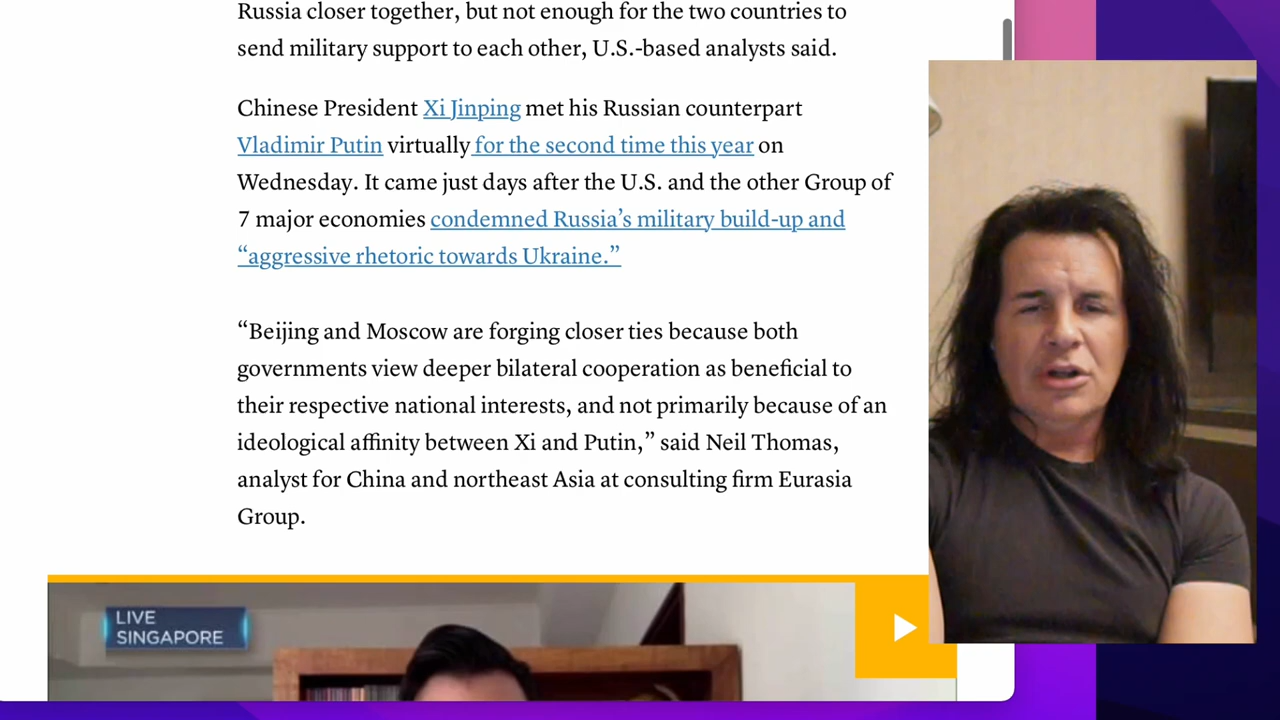 Russia closer together, but not enough for the two countries to
send military support to each other, U.S.-based analysts said.
Chinese President Xi Jinping met his Russian counterpart
Vladimir Putin virtually for the second time this year on
Wednesday. It came just days after the U.S. and the other Group of
7 major economies condemned Russia’s military build-up and
“aggressive rhetoric towards Ukraine.”
“Beijing and Moscow are forging closer ties because both
governments view deeper bilateral cooperation as beneficial to
their respective national interests, and not primarily because of an
ideological affinity between Xi and Putin,” said Neil Thomas,
analyst for China and northeast Asia at consulting firm Eurasia
Group.
LIVE
SINGAPORE